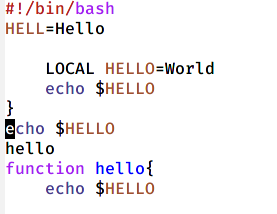 #!/bin/bash
HELL=Hello
LOCAL HELLO=World
echo $HELLO
}
echo $HELLO
hello
function hello{
echo $HELLO